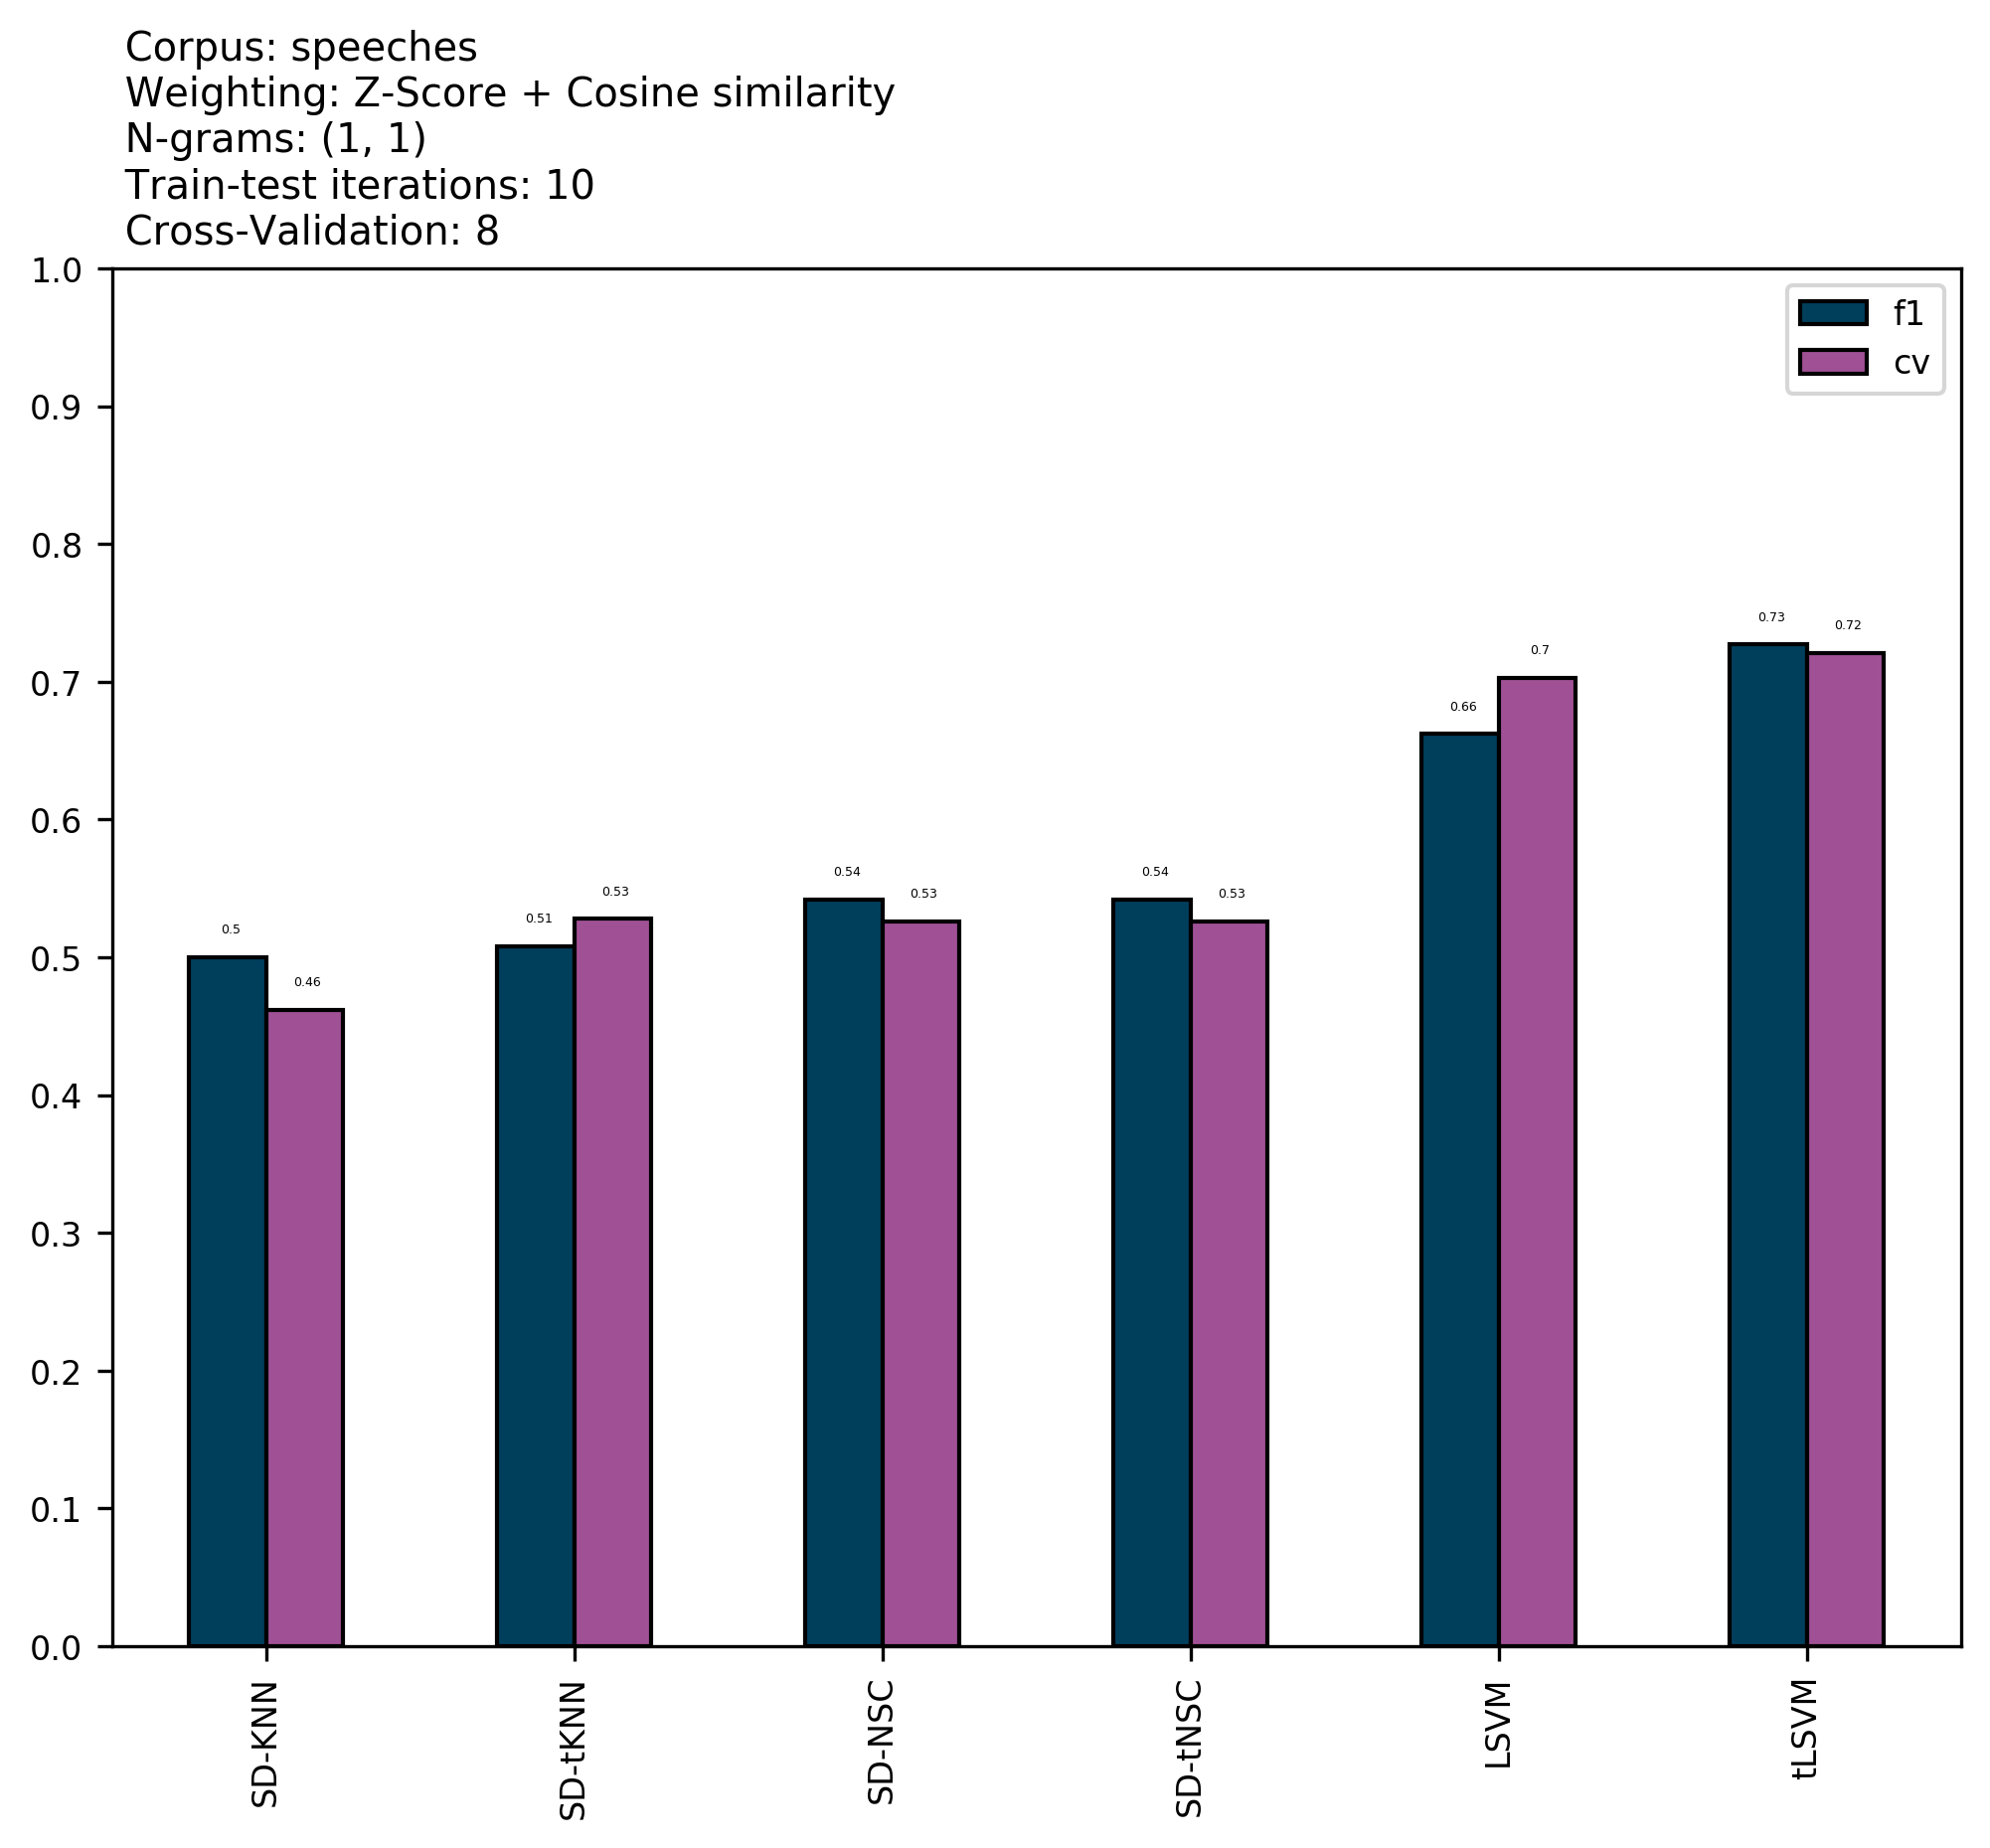 Corpus: speeches
Weighting: Z-Score + Cosine similarity
N-grams: (1, 1)
Train-test iterations: 10
Cross-Validation: 8
1.0
0.9
0.8
0.7
0.6
0.5
0.4
0.3
0.2
0.1
0.0
f1
cv
0.5
0.46
0.51
0.53
0.54
0.53
0.54
0.53
0.66
0.7
0.73
0.72
SD-KNN
SD-tKNN
SD-NSC
SD-tNSC
LSVM
tLSVM